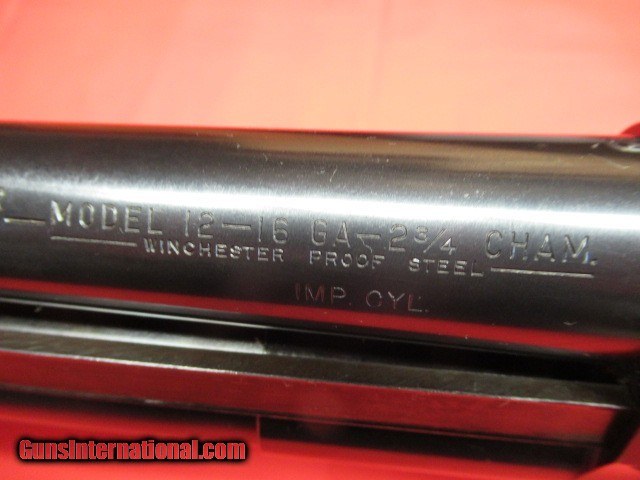 MODEL 12—16 GA—2¾ CHAM.
WINCHESTER PROOF STEEL
IMP. CYL.
GunsInternational.com